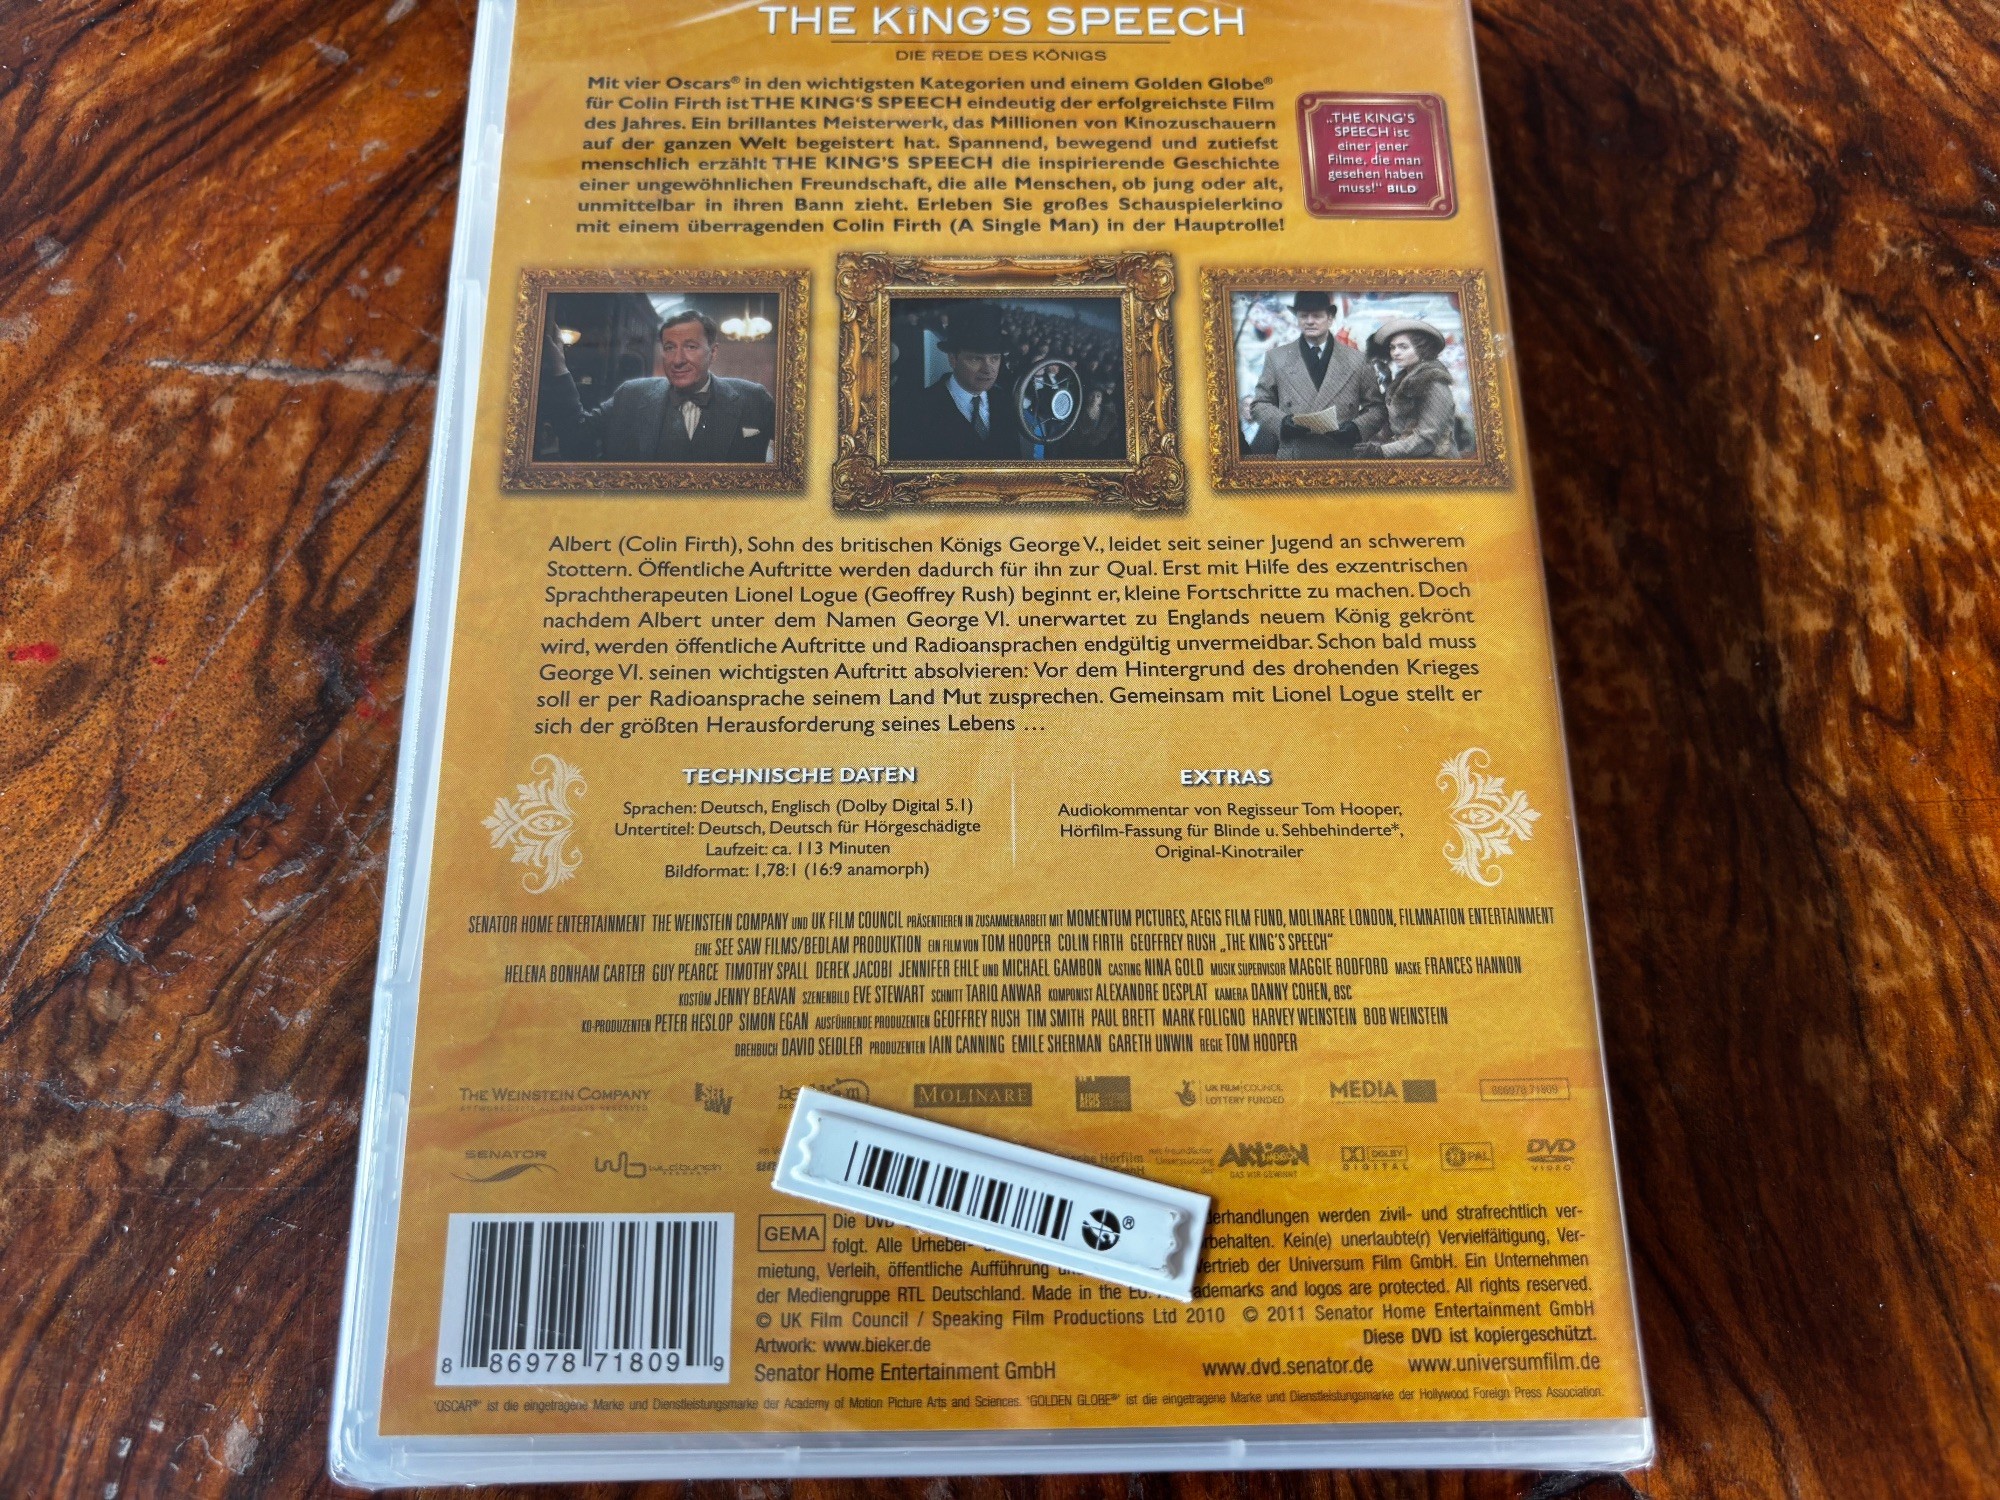 THE KING'S SPEECH
DIE REDE DES KÖNIGS
Mit vier Oscars® in den wichtigsten Kategorien und einem Golden Globe®
für Colin Firth ist THE KING'S SPEECH eindeutig der erfolgreichste Film
des Jahres. Ein brillantes Meisterwerk, das Millionen von Kinozuschauern
auf der ganzen Welt begeistert hat. Spannend, bewegend und zutiefst
menschlich erzählt THE KING'S SPEECH die inspirierende Geschichte
einer ungewöhnlichen Freundschaft, die alle Menschen, ob jung oder alt,
unmittelbar in ihren Bann zieht. Erleben Sie großes Schauspielerkino
mit einem überragenden Colin Firth (A Single Man) in der Hauptrolle!
„THE KING'S
SPEECH ist
einer jener
Filme, die man
gesehen haben
muss!" BILD
Albert (Colin Firth), Sohn des britischen Königs George V., leidet seit seiner Jugend an schwerem
Stottern. Öffentliche Auftritte werden dadurch für ihn zur Qual. Erst mit Hilfe des exzentrischen
Sprachtherapeuten Lionel Logue (Geoffrey Rush) beginnt er, kleine Fortschritte zu machen. Doch
nachdem Albert unter dem Namen George VI. unerwartet zu Englands neuem König gekrönt
wird, werden öffentliche Auftritte und Radioansprachen endgültig unvermeidbar. Schon bald muss
George VI. seinen wichtigsten Auftritt absolvieren: Vor dem Hintergrund des drohenden Krieges
soll er per Radioansprache seinem Land Mut zusprechen. Gemeinsam mit Lionel Logue stellt er
sich der größten Herausforderung seines Lebens …
TECHNISCHE DATEN
Sprachen: Deutsch, Englisch (Dolby Digital 5.1)
Untertitel: Deutsch, Deutsch für Hörgeschädigte
Laufzeit: ca. 113 Minuten
Bildformat: 1,78:1 (16:9 anamorph)
EXTRAS
Audiokommentar von Regisseur Tom Hooper,
Hörfilm-Fassung für Blinde u. Sehbehinderte*,
Original-Kinotrailer
SENATOR HOME ENTERTAINMENT THE WEINSTEIN COMPANY UND UK FILM COUNCIL PRÄSENTIEREN IN ZUSAMMENARBEIT MIT MOMENTUM PICTURES, AEGIS FILM FUND, MOLINARE LONDON, FILMNATION ENTERTAINMENT
EINE SEE SAW FILMS/BEDLAM PRODUKTION EIN FILM VON TOM HOOPER COLIN FIRTH GEOFFREY RUSH „THE KING'S SPEECH"
HELENA BONHAM CARTER GUY PEARCE TIMOTHY SPALL DEREK JACOBI JENNIFER EHLE UND MICHAEL GAMBON CASTING NINA GOLD MUSIK SUPERVISOR MAGGIE RODFORD MASKE FRANCES HANNON
KOSTÜM JENNY BEAVAN SZENENBILD EVE STEWART SCHNITT TARIQ ANWAR KOMPONIST ALEXANDRE DESPLAT KAMERA DANNY COHEN, BSC
KO-PRODUZENTEN PETER HESLOP SIMON EGAN AUSFÜHRENDE PRODUZENTEN GEOFFREY RUSH TIM SMITH PAUL BRETT MARK FOLIGNO HARVEY WEINSTEIN BOB WEINSTEIN
DREHBUCH DAVID SEIDLER PRODUZENTEN IAIN CANNING EMILE SHERMAN GARETH UNWIN REGIE TOM HOOPER
THE WEINSTEIN COMPANY
SAW
MOLINARE
AEGIS
UK FILM COUNCIL
LOTTERY FUNDED
MEDIA
886978 71809
SENATOR
wild bunch
Hörfilm
mit freundlicher
Unterstützung
der
AKTION MENSCH
DAS WIR GEWINNT
DOLBY
DIGITAL
PAL
DVD
VIDEO
®
GEMA
Die DVD erhandlungen werden zivil- und strafrechtlich ver-
folgt. Alle Urheber- rbehalten. Kein(e) unerlaubte(r) Vervielfältigung, Ver-
mietung, Verleih, öffentliche Aufführung ertrieb der Universum Film GmbH. Ein Unternehmen
der Mediengruppe RTL Deutschland. Made in the EU. ademarks and logos are protected. All rights reserved.
© UK Film Council / Speaking Film Productions Ltd 2010 © 2011 Senator Home Entertainment GmbH
Artwork: www.bieker.de Diese DVD ist kopiergeschützt.
Senator Home Entertainment GmbH www.dvd.senator.de www.universumfilm.de
8 86978 71809 9
'OSCAR®' ist die eingetragene Marke und Dienstleistungsmarke der Academy of Motion Picture Arts and Sciences. 'GOLDEN GLOBE®' ist die eingetragene Marke und Dienstleistungsmarke der Hollywood Foreign Press Association.